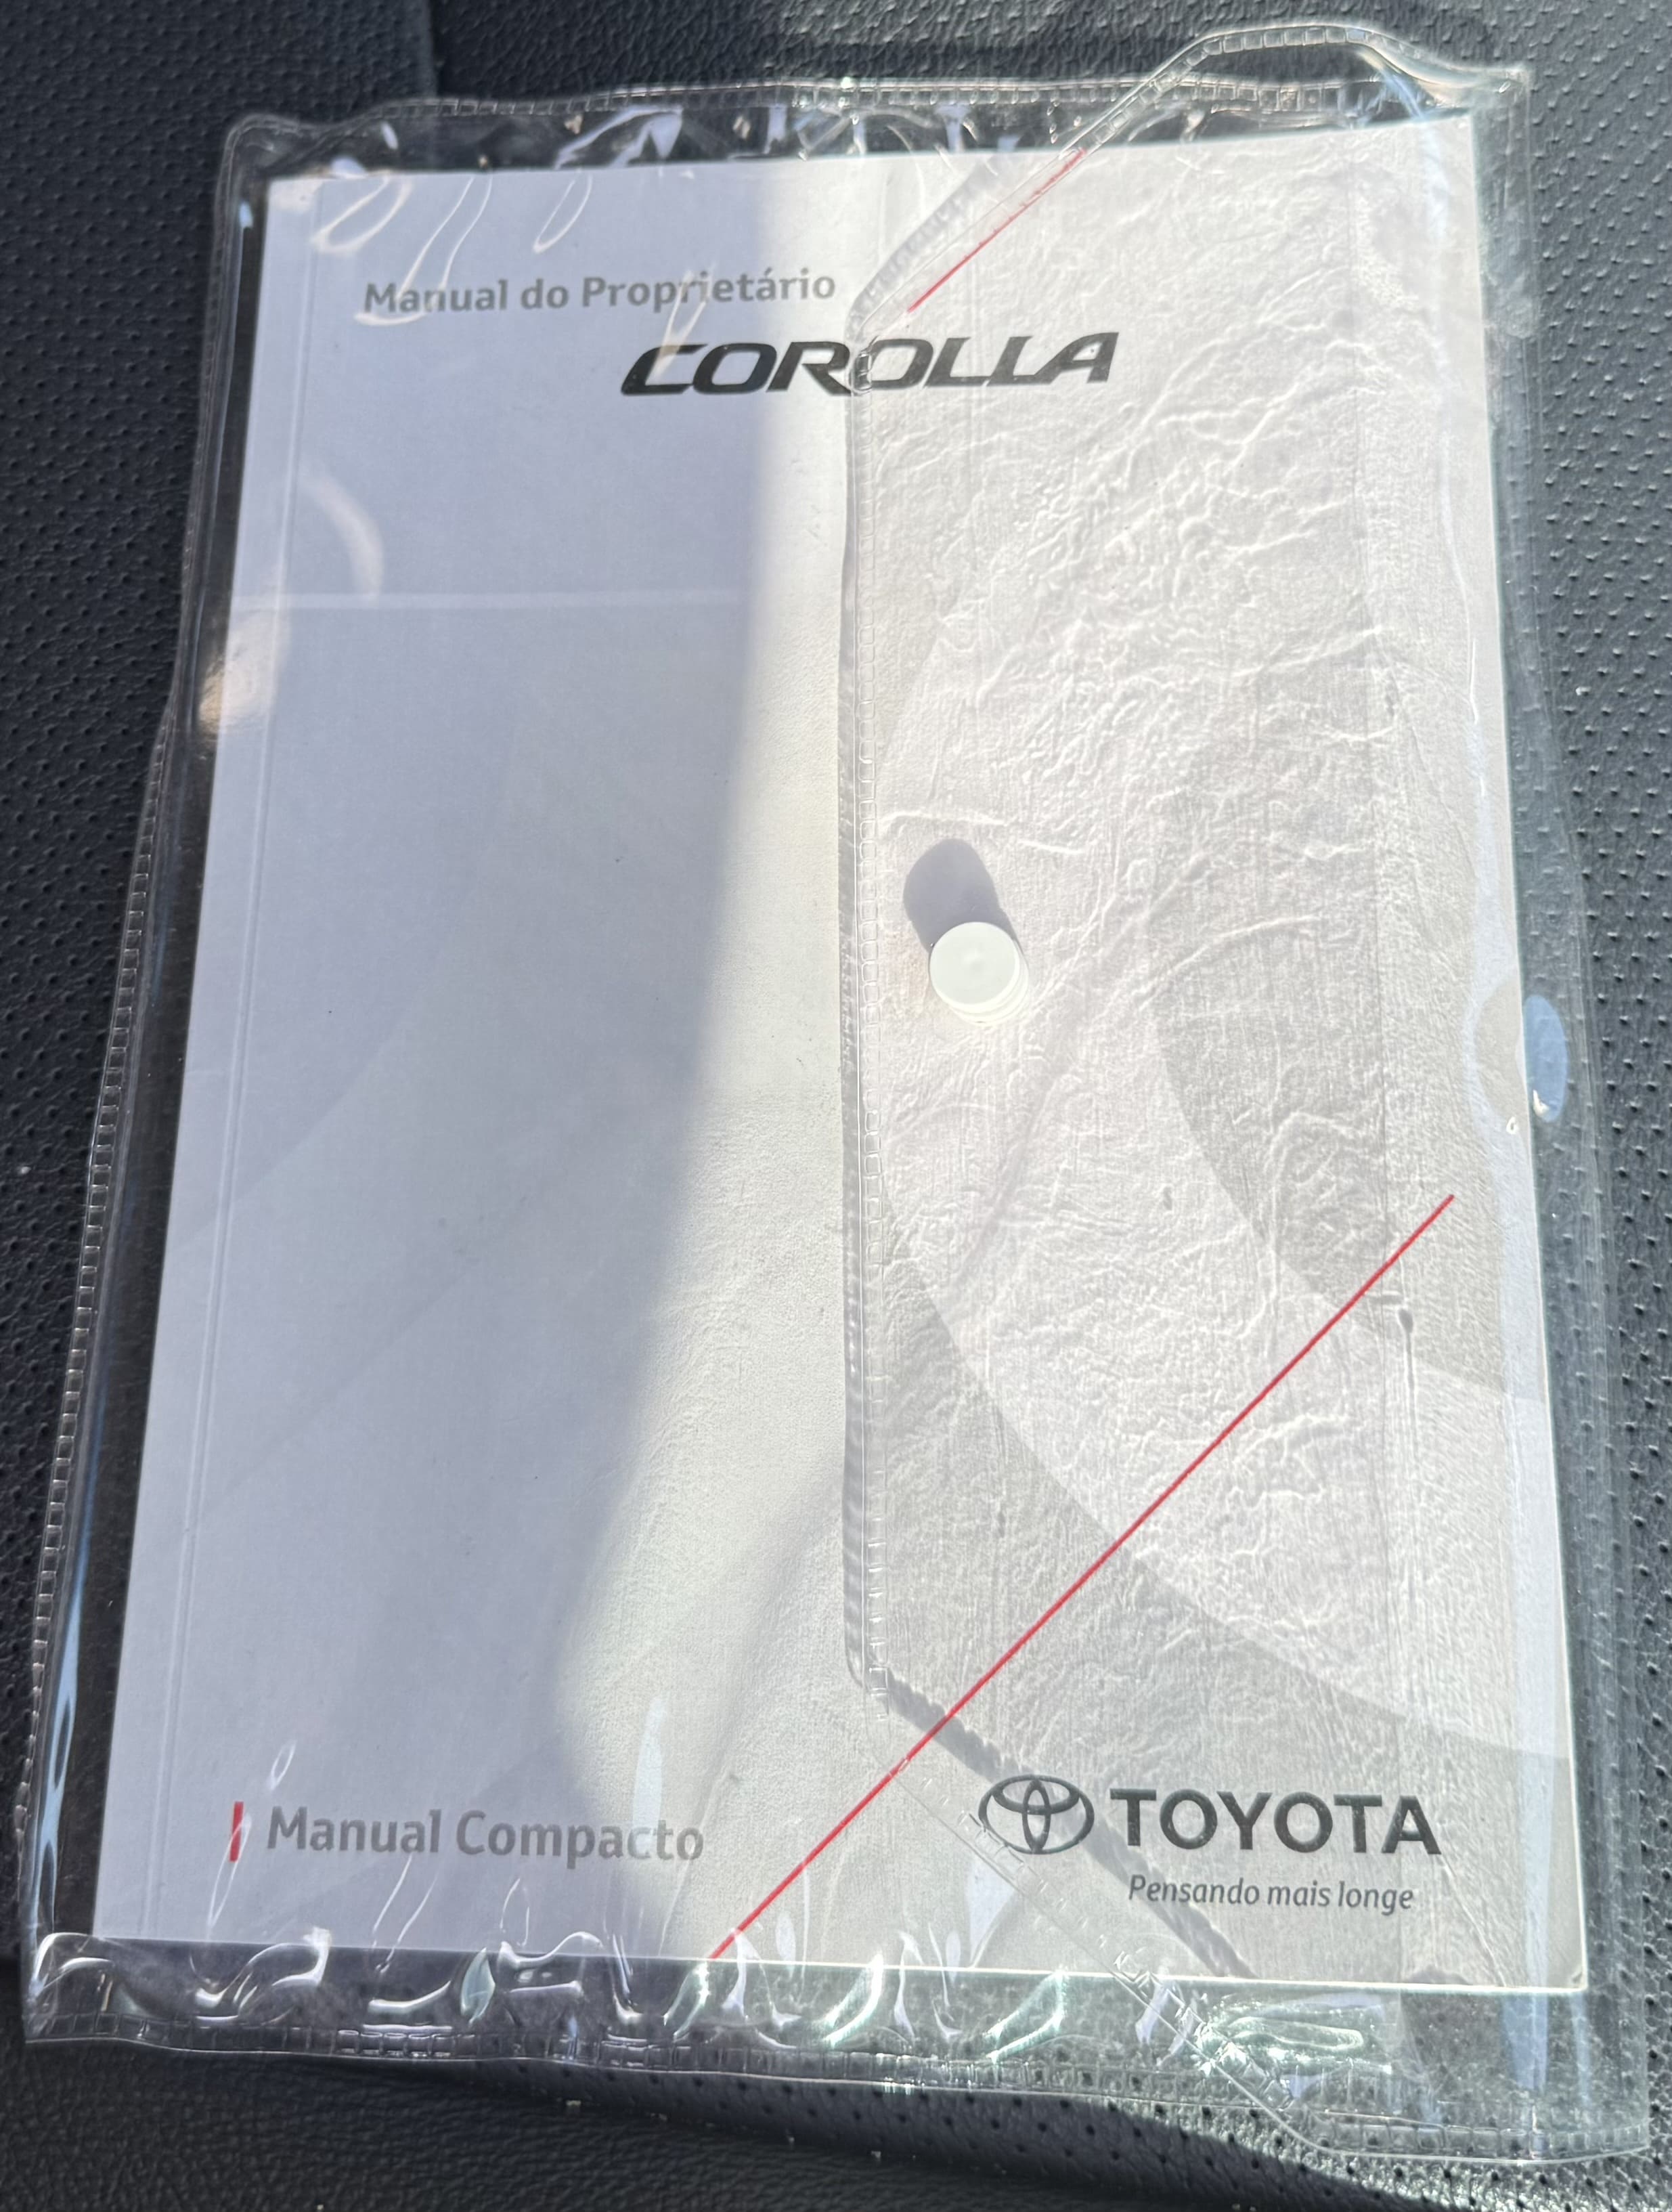 Manual do Proprietário
COROLLA
Manual Compacto
TOYOTA
Pensando mais longe